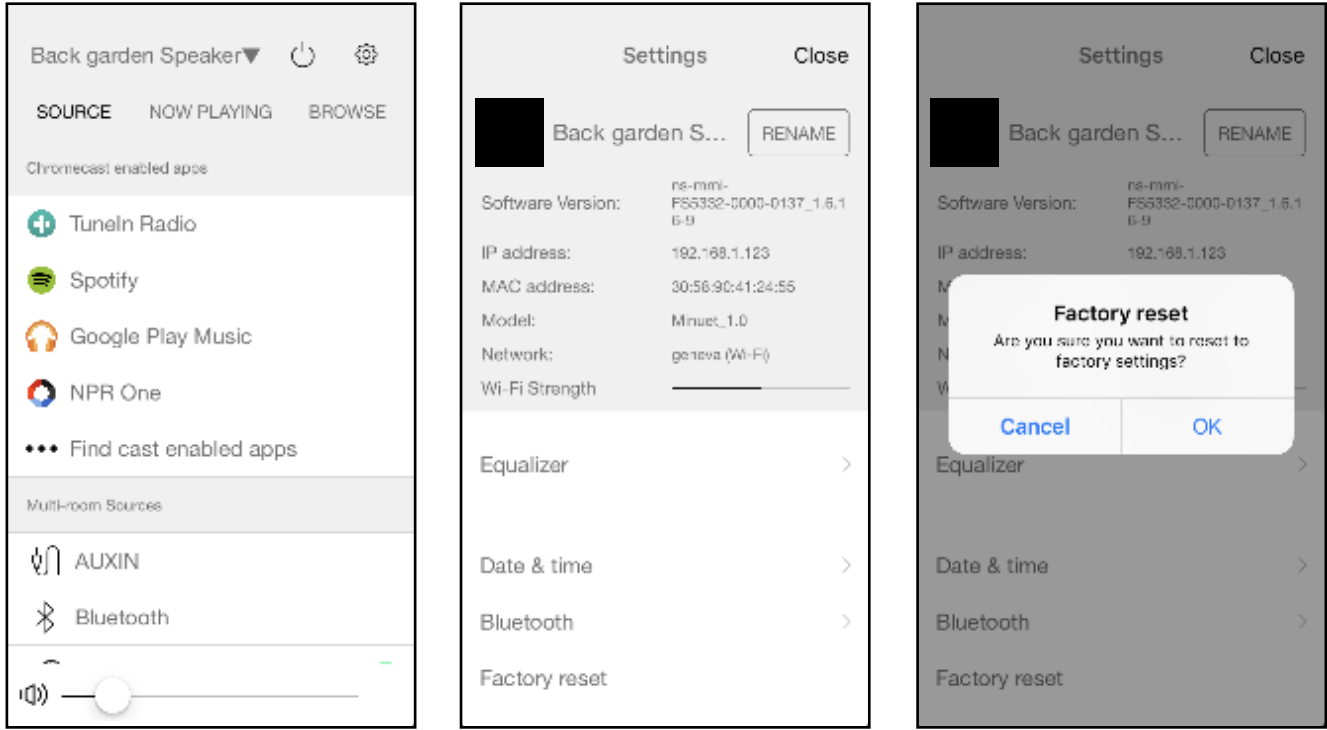 Back garden Speaker▼
SOURCE NOW PLAYING BROWSE
Chromecast enabled apps
TuneIn Radio
Spotify
Google Play Music
NPR One
••• Find cast enabled apps
Multi-room Sources
AUXIN
Bluetooth
Settings Close
Back garden S... RENAME
Software Version: ns-mmi-
FS5332-0000-0137_1.6.1
6-9
IP address: 192.168.1.123
MAC address: 30:56:90:41:24:55
Model: Minuet_1.0
Network: geneva (Wi-Fi)
Wi-Fi Strength
Equalizer
Date & time
Bluetooth
Factory reset
Settings Close
Back garden S... RENAME
Software Version: ns-mmi-
FS5332-0000-0137_1.6.1
6-9
IP address: 192.168.1.123
M
M
N
W
Factory reset
Are you sure you want to reset to
factory settings?
Cancel OK
Equalizer
Date & time
Bluetooth
Factory reset